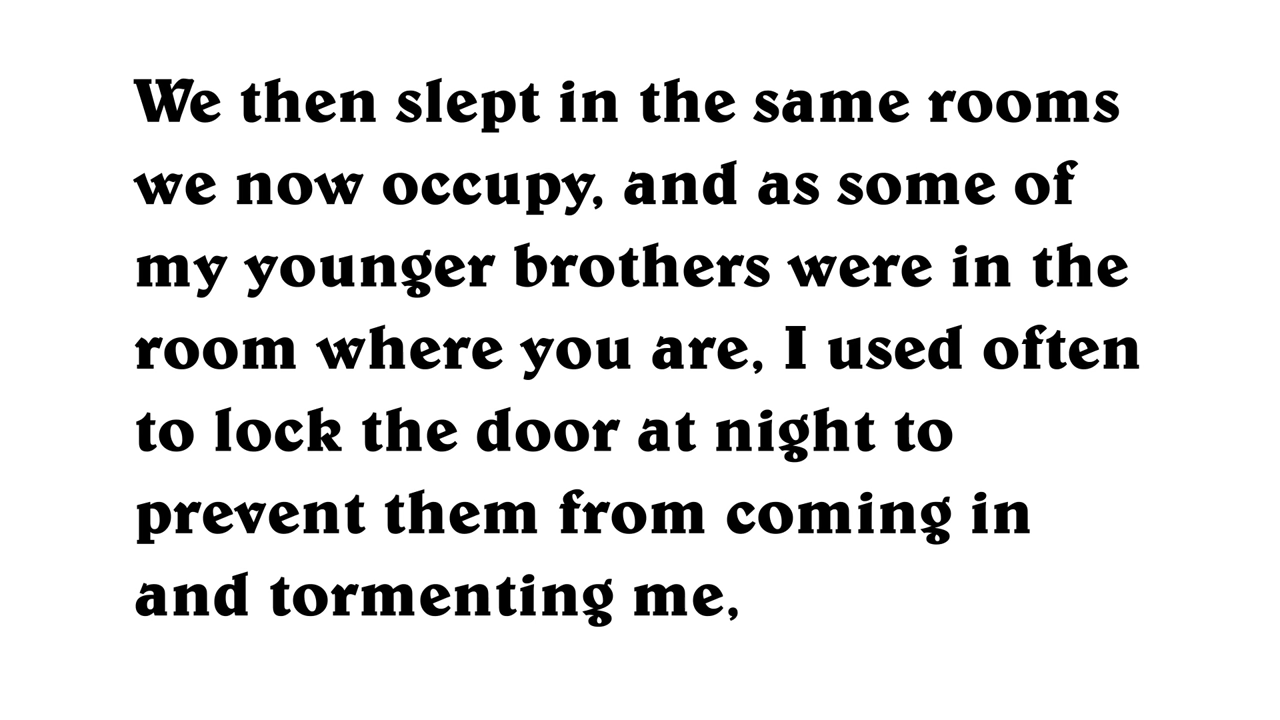 We then slept in the same rooms
we now occupy, and as some of
my younger brothers were in the
room where you are, I used often
to lock the door at night to
prevent them from coming in
and tormenting me,